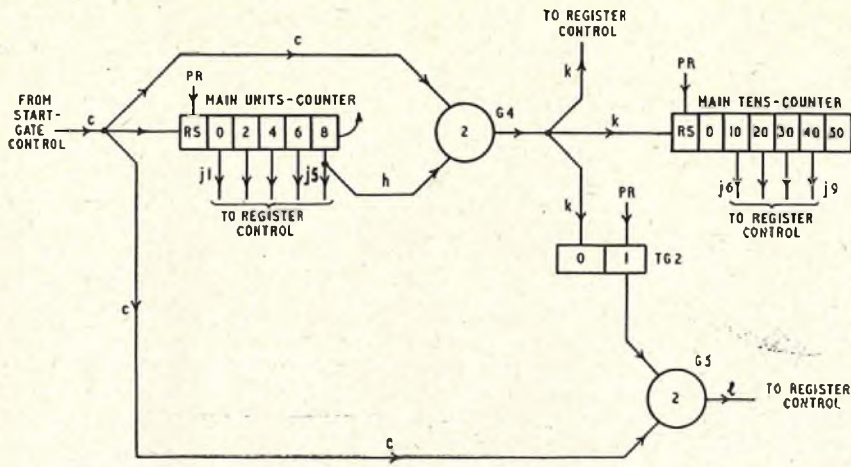 TO REGISTER
CONTROL
c
k
PR
PR
MAIN UNITS-COUNTER
G4
MAIN TENS-COUNTER
FROM
START-
GATE
CONTROL
c
RS 0 2 4 6 8
2
k
RS 0 10 20 30 40 50
j1
j5
h
j6
j9
TO REGISTER
CONTROL
k
PR
TO REGISTER
CONTROL
0 1
TG2
c
G5
2
l
TO REGISTER
CONTROL
c